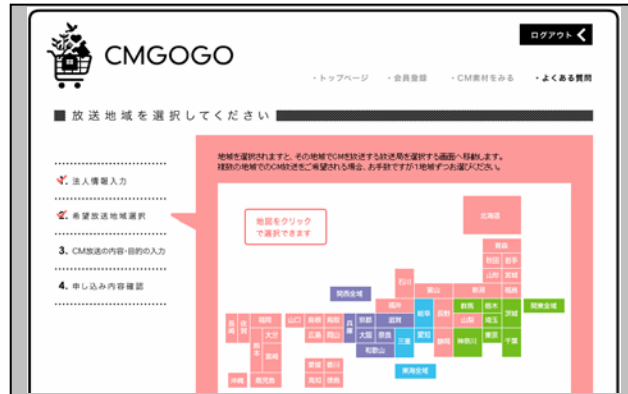 ログアウト
CMGOGO
・トップページ ・会員登録 ・CM素材をみる ・よくある質問
放送地域を選択してください
地域を選択されますと、その地域でCMを放送する放送局を選択する画面へ移動します。
複数の地域でのCM放送をご希望される場合、お手数ですが1地域ずつお選びください。
1. 法人情報入力
2. 希望放送地域選択
3. CM放送の内容・目的の入力
4. 申し込み内容確認
地図をクリック
で選択できます
北海道
青森
秋田 岩手
山形 宮城
石川 富山 新潟 福島
関西全域
福井 岐阜 長野 群馬 栃木 茨城 関東全域
長崎 佐賀 福岡 山口 島根 鳥取 兵庫 京都 滋賀 山梨 埼玉
熊本 大分 広島 岡山 大阪 奈良 三重 愛知 静岡 神奈川 東京 千葉
宮崎 和歌山
愛媛 香川 東海全域
沖縄 鹿児島 高知 徳島